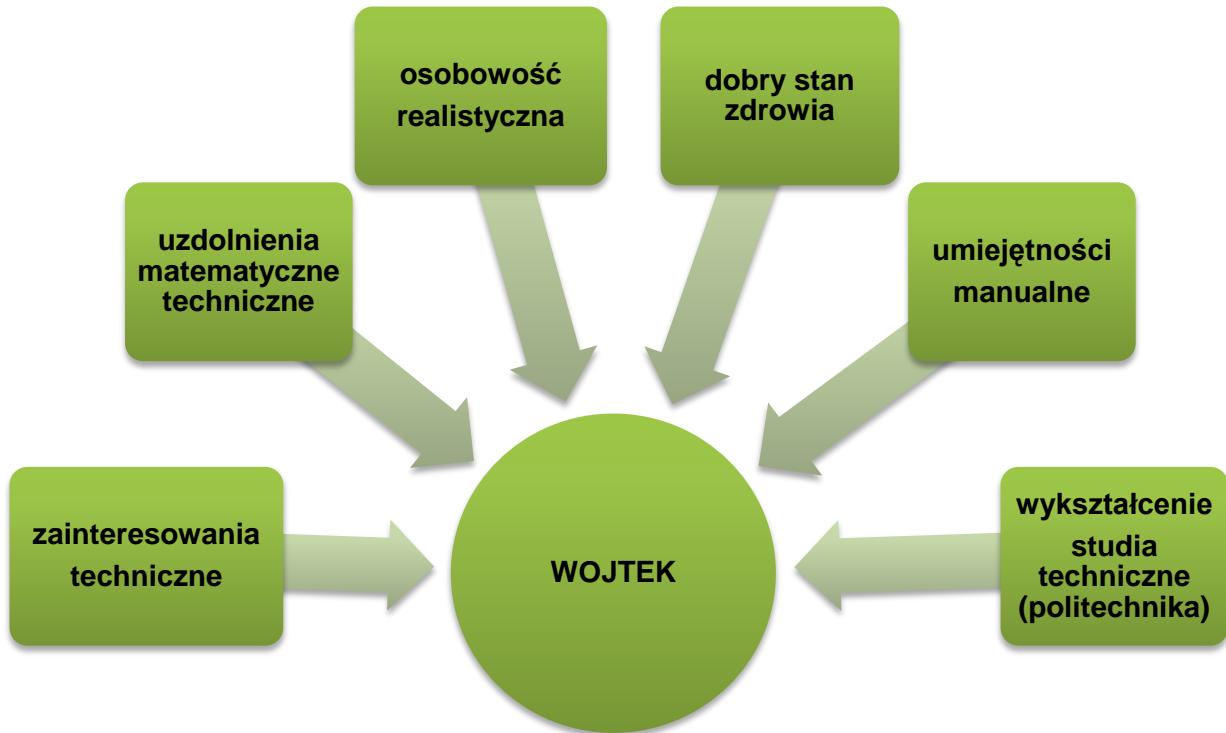 osobowość
realistyczna
dobry stan
zdrowia
uzdolnienia
matematyczne
techniczne
umiejętności
manualne
zainteresowania
techniczne
WOJTEK
wykształcenie
studia
techniczne
(politechnika)